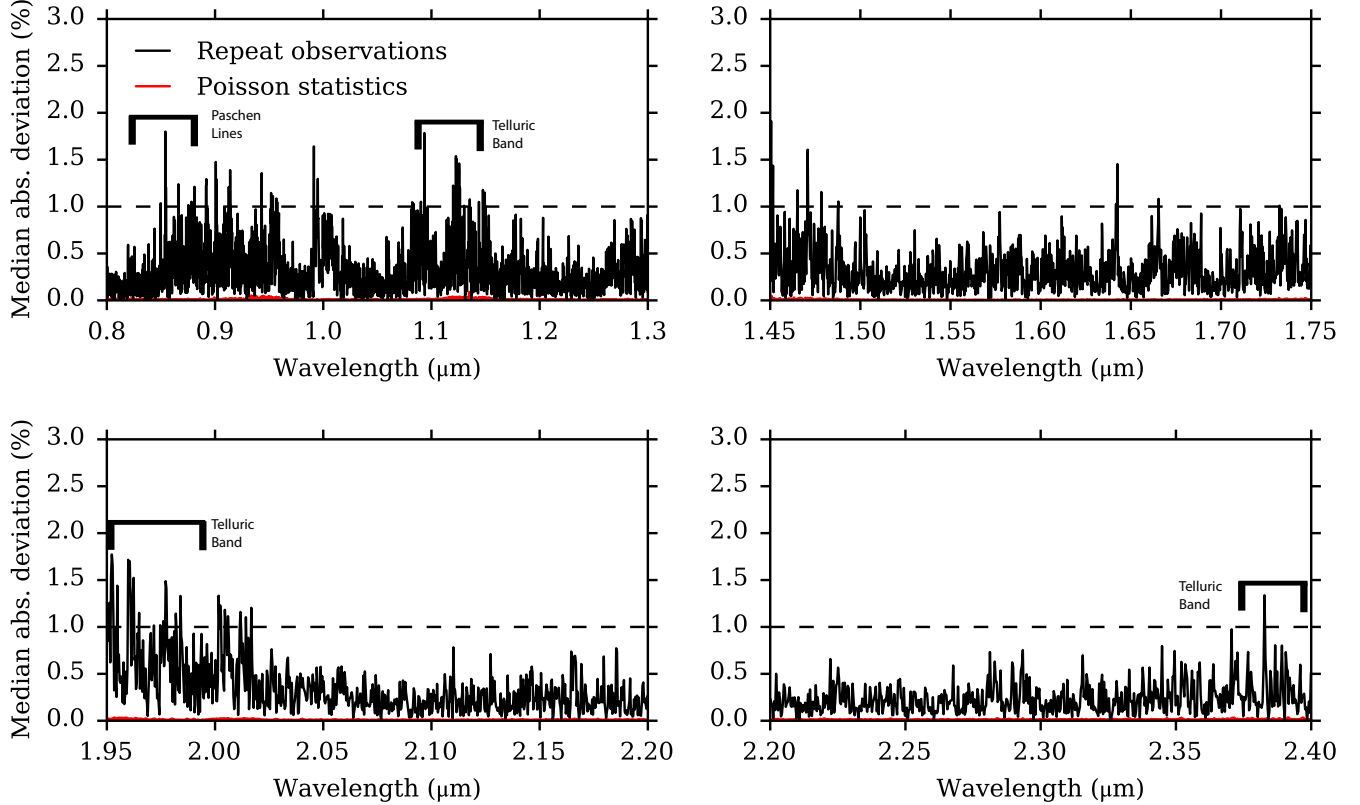 Median abs. deviation (%)
3.0
2.5
2.0
1.5
1.0
0.5
0.0
Repeat observations
Poisson statistics
Paschen
Lines
Telluric
Band
0.8 0.9 1.0 1.1 1.2 1.3
Wavelength (μm)
3.0
2.5
2.0
1.5
1.0
0.5
0.0
1.45 1.50 1.55 1.60 1.65 1.70 1.75
Wavelength (μm)
Median abs. deviation (%)
3.0
2.5
2.0
1.5
1.0
0.5
0.0
Telluric
Band
1.95 2.00 2.05 2.10 2.15 2.20
Wavelength (μm)
3.0
2.5
2.0
1.5
1.0
0.5
0.0
Telluric
Band
2.20 2.25 2.30 2.35 2.40
Wavelength (μm)